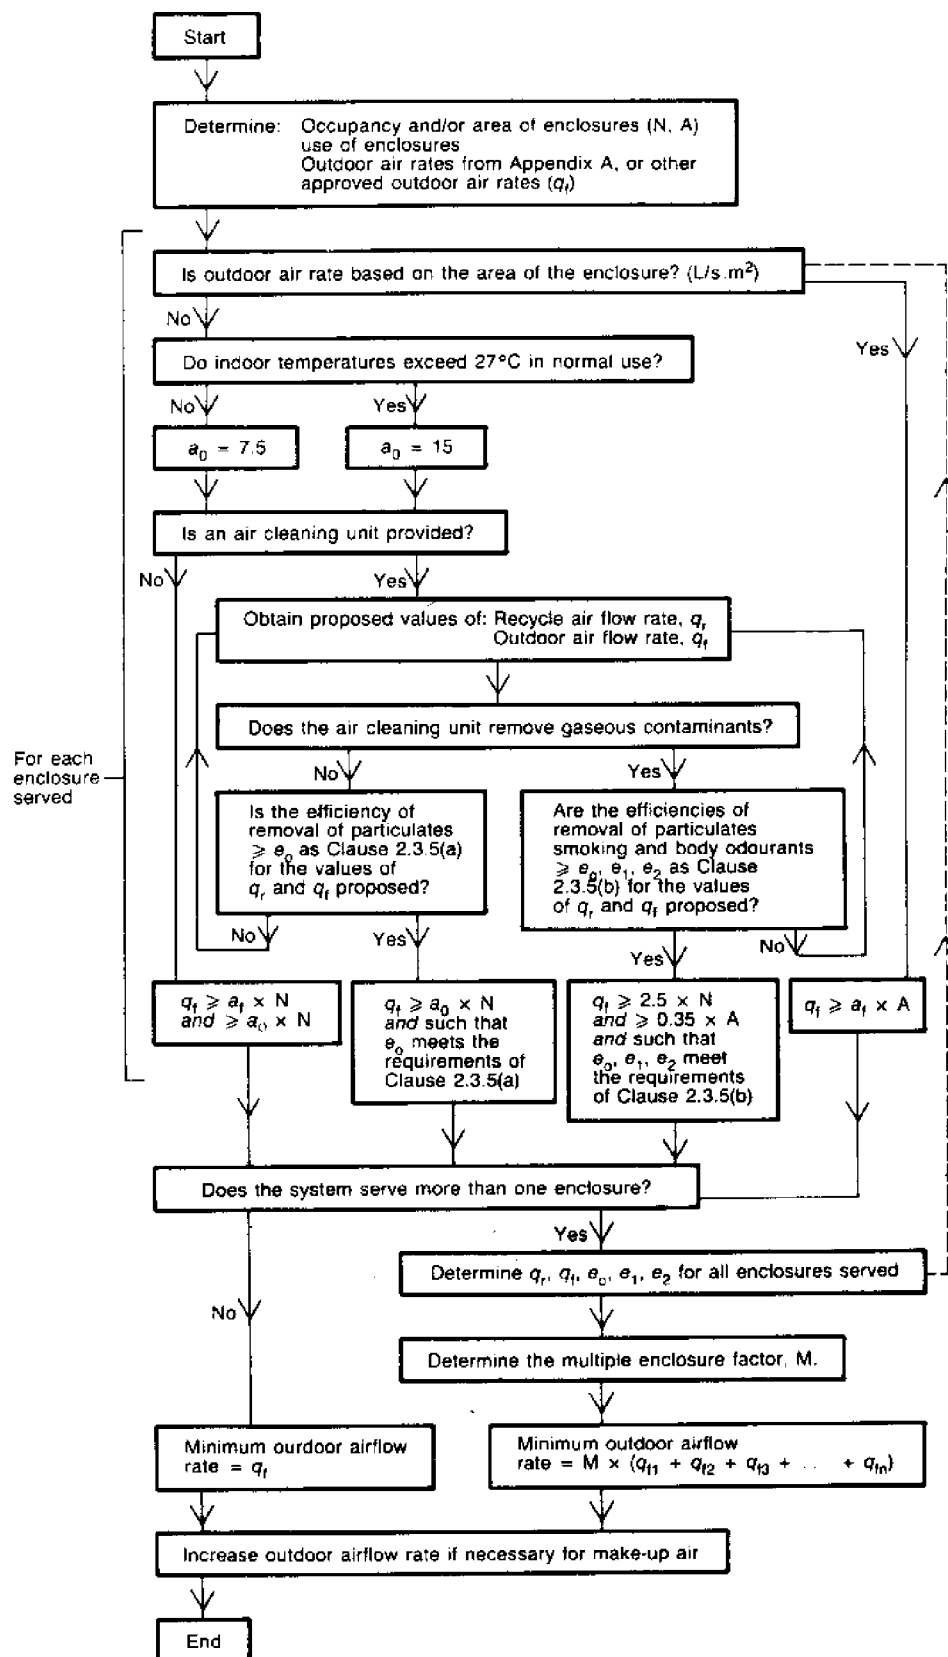 Start
Determine: Occupancy and/or area of enclosures (N, A)
use of enclosures
Outdoor air rates from Appendix A, or other
approved outdoor air rates (qf)
Is outdoor air rate based on the area of the enclosure? (L/s.m²)
No
Yes
Do indoor temperatures exceed 27°C in normal use?
No
Yes
a₀ = 7.5
a₀ = 15
Is an air cleaning unit provided?
No
Yes
Obtain proposed values of: Recycle air flow rate, qr
Outdoor air flow rate, qf
Does the air cleaning unit remove gaseous contaminants?
For each
enclosure
served
No
Yes
Is the efficiency of
removal of particulates
⩾ eo as Clause 2.3.5(a)
for the values of
qr and qf proposed?
No
Yes
Are the efficiencies of
removal of particulates
smoking and body odourants
⩾ eo, e1, e2 as Clause
2.3.5(b) for the values
of qr and qf proposed?
Yes
No
qf ⩾ af × N
and ⩾ a₀ × N
qf ⩾ a₀ × N
and such that
eo meets the
requirements of
Clause 2.3.5(a)
qf ⩾ 2.5 × N
and ⩾ 0.35 × A
and such that
eo, e1, e2 meet
the requirements
of Clause 2.3.5(b)
qf ⩾ af × A
Does the system serve more than one enclosure?
Yes
No
Determine qr, qf, eo, e1, e2 for all enclosures served
Determine the multiple enclosure factor, M.
Minimum ourdoor airflow
rate = qf
Minimum outdoor airflow
rate = M × (qf1 + qf2 + qf3 + . . . + qfn)
Increase outdoor airflow rate if necessary for make-up air
End